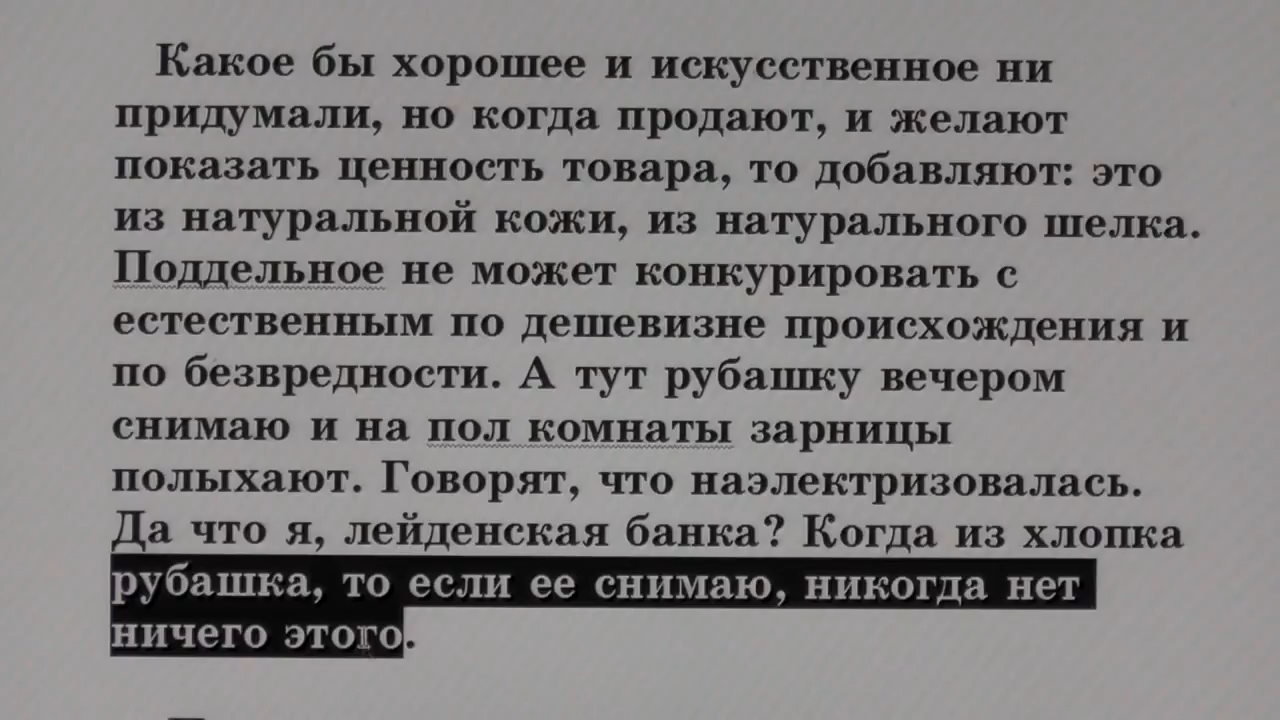 Какое бы хорошее и искусственное ни
придумали, но когда продают, и желают
показать ценность товара, то добавляют: это
из натуральной кожи, из натурального шелка.
Поддельное не может конкурировать с
естественным по дешевизне происхождения и
по безвредности. А тут рубашку вечером
снимаю и на пол комнаты зарницы
полыхают. Говорят, что наэлектризовалась.
Да что я, лейденская банка? Когда из хлопка
рубашка, то если ее снимаю, никогда нет
ничего этого.